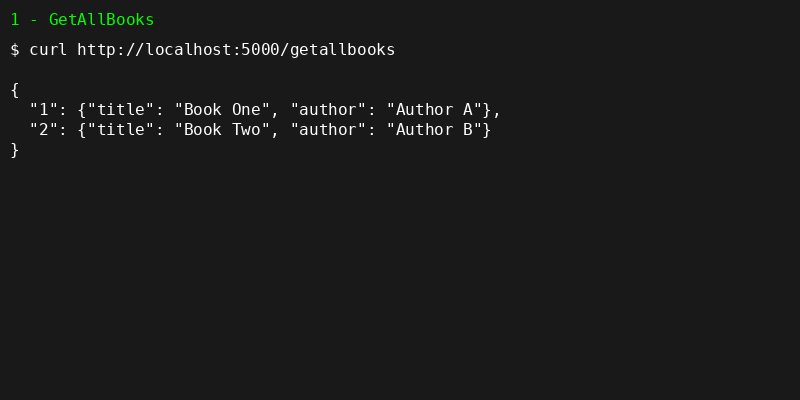 1 - GetAllBooks
$ curl http://localhost:5000/getallbooks
{
  "1": {"title": "Book One", "author": "Author A"},
  "2": {"title": "Book Two", "author": "Author B"}
}